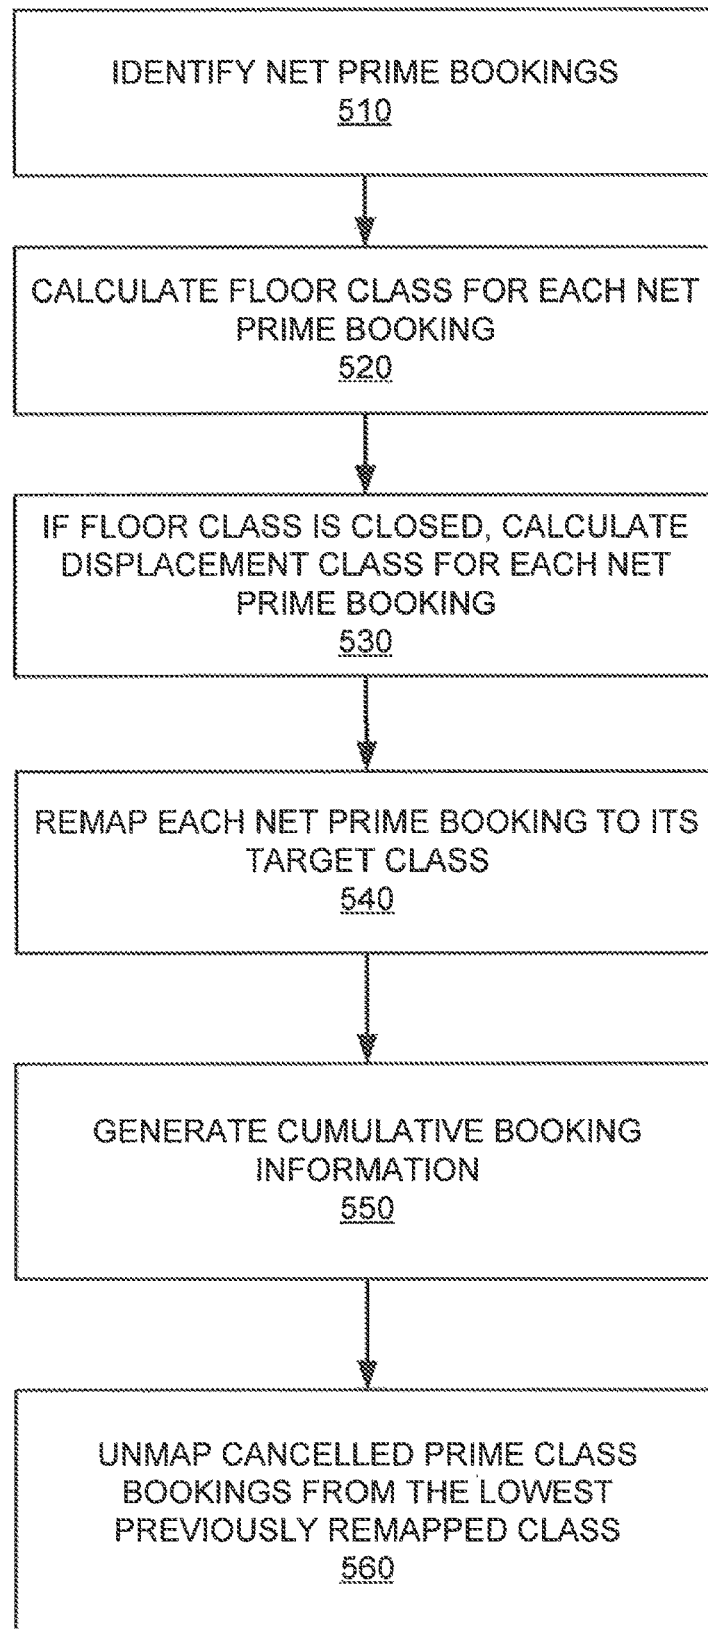 IDENTIFY NET PRIME BOOKINGS
510
CALCULATE FLOOR CLASS FOR EACH NET
PRIME BOOKING
520
IF FLOOR CLASS IS CLOSED, CALCULATE
DISPLACEMENT CLASS FOR EACH NET
PRIME BOOKING
530
REMAP EACH NET PRIME BOOKING TO ITS
TARGET CLASS
540
GENERATE CUMULATIVE BOOKING
INFORMATION
550
UNMAP CANCELLED PRIME CLASS
BOOKINGS FROM THE LOWEST
PREVIOUSLY REMAPPED CLASS
560